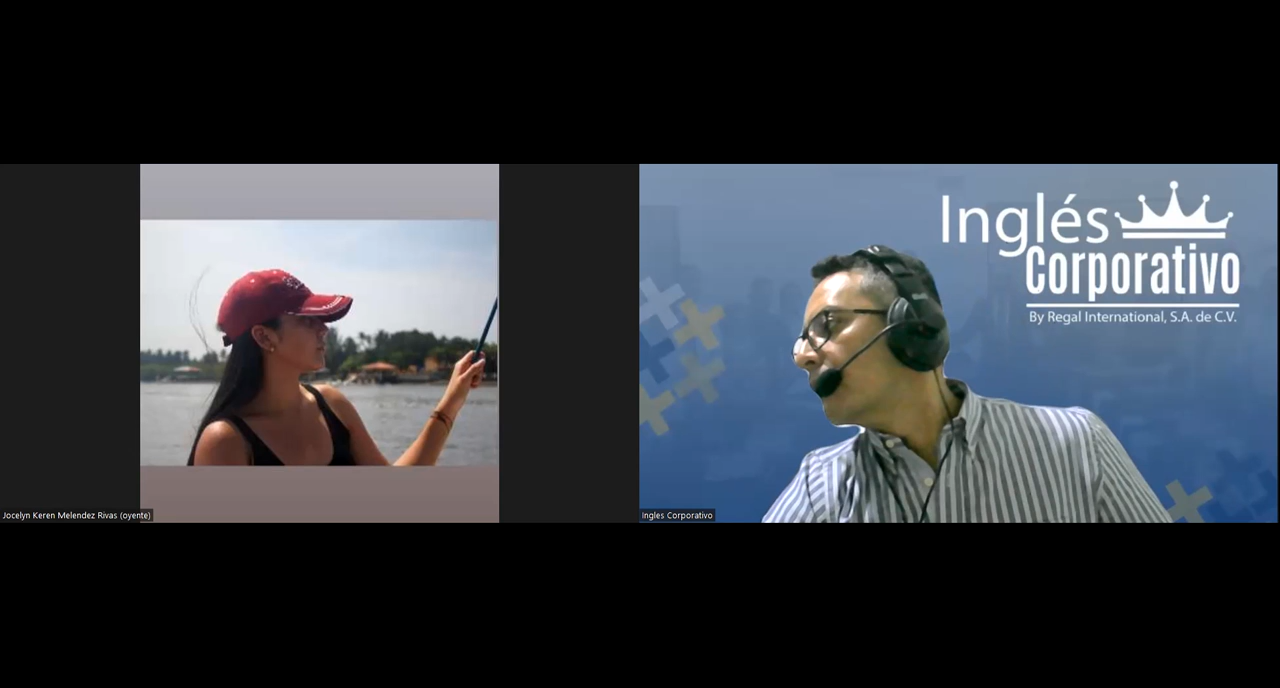 Inglés
Corporativo
By Regal International, S.A. de C.V.
Jocelyn Keren Melendez Rivas (oyente)
Ingles Corporativo